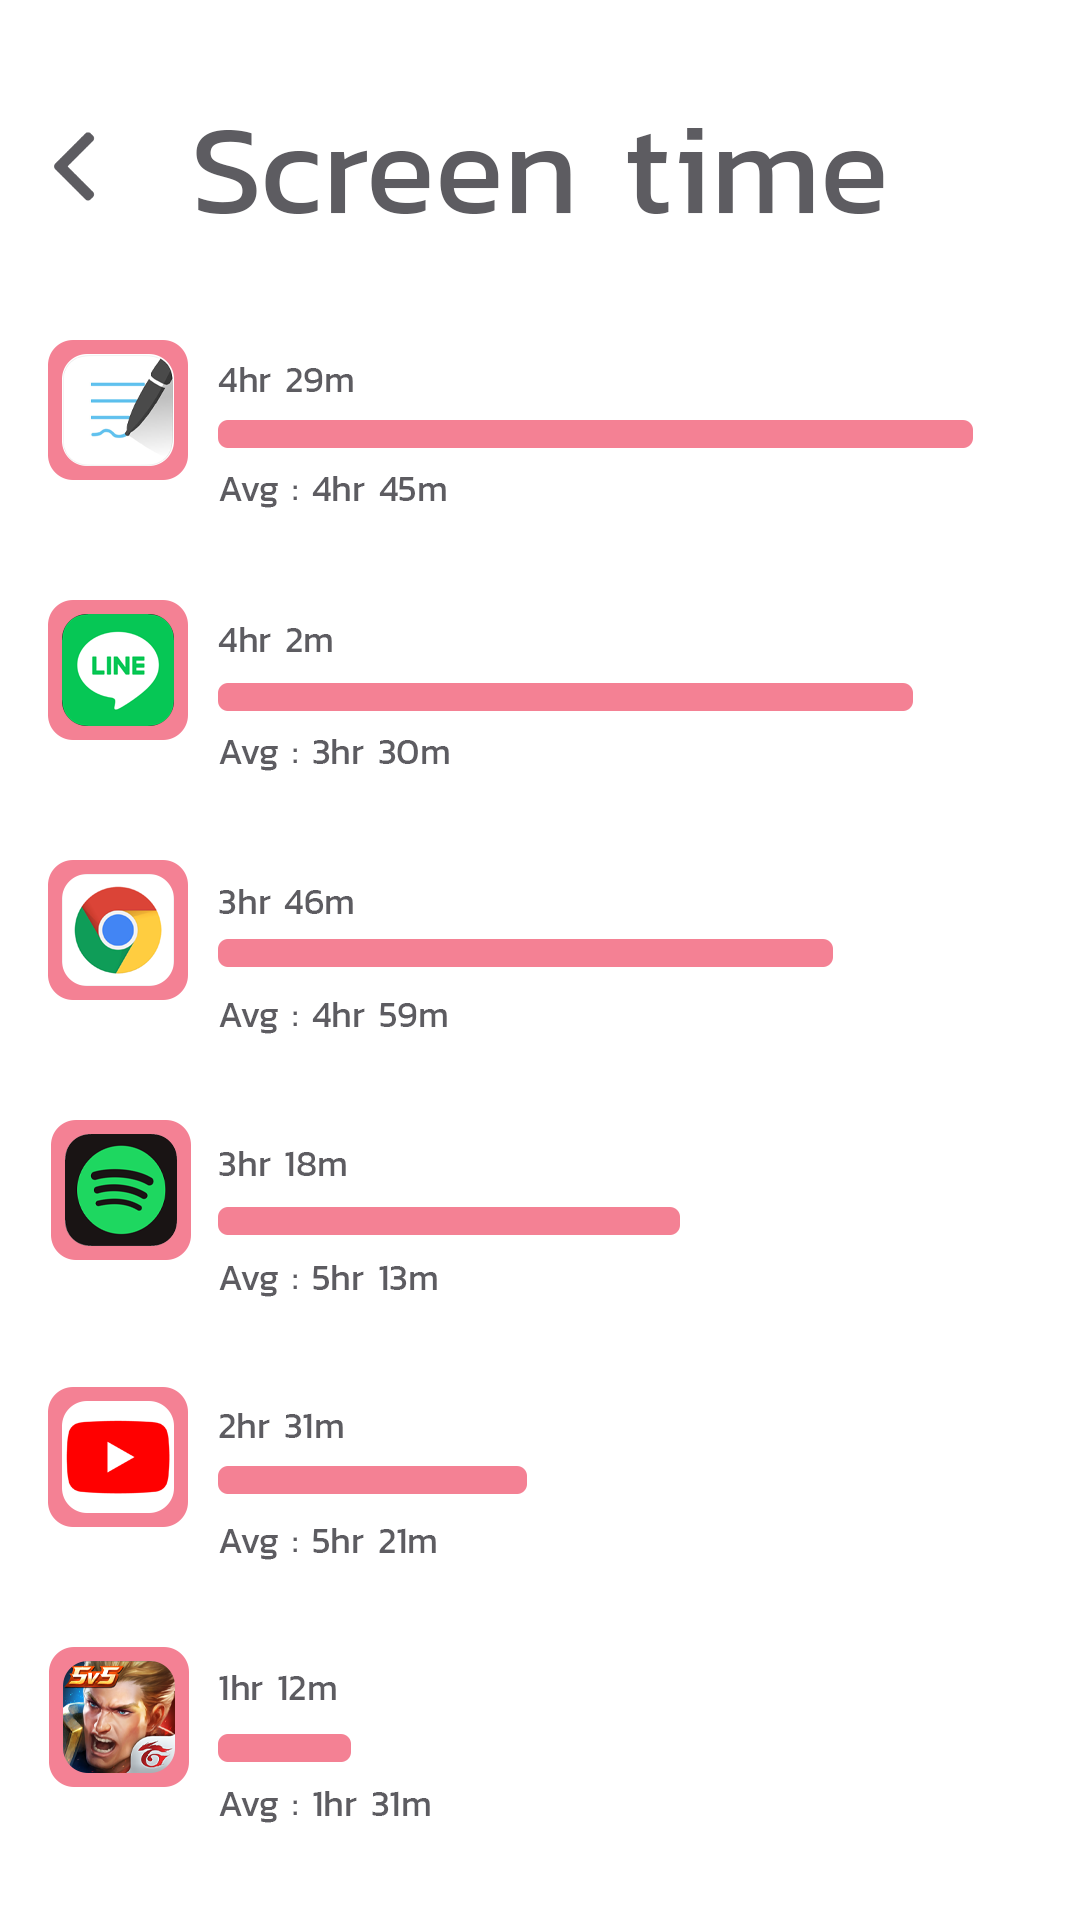 Screen time
4hr 29m
Avg : 4hr 45m
LINE
4hr 2m
Avg : 3hr 30m
3hr 46m
Avg : 4hr 59m
3hr 18m
Avg : 5hr 13m
2hr 31m
Avg : 5hr 21m
5v5
1hr 12m
Avg : 1hr 31m